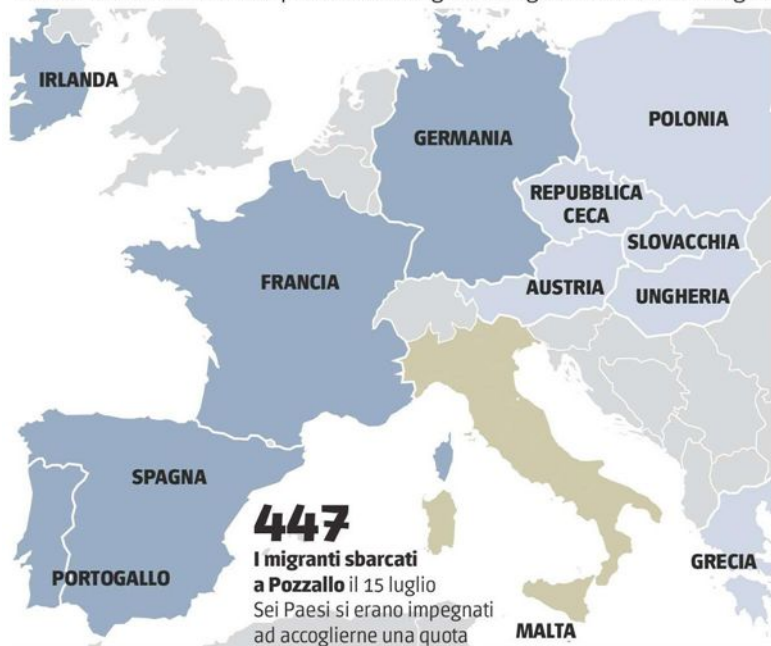 IRLANDA
GERMANIA
POLONIA
REPUBBLICA
CECA
SLOVACCHIA
FRANCIA
AUSTRIA
UNGHERIA
SPAGNA
PORTOGALLO
447
I migranti sbarcati
a Pozzallo il 15 luglio
Sei Paesi si erano impegnati
ad accoglierne una quota
GRECIA
MALTA